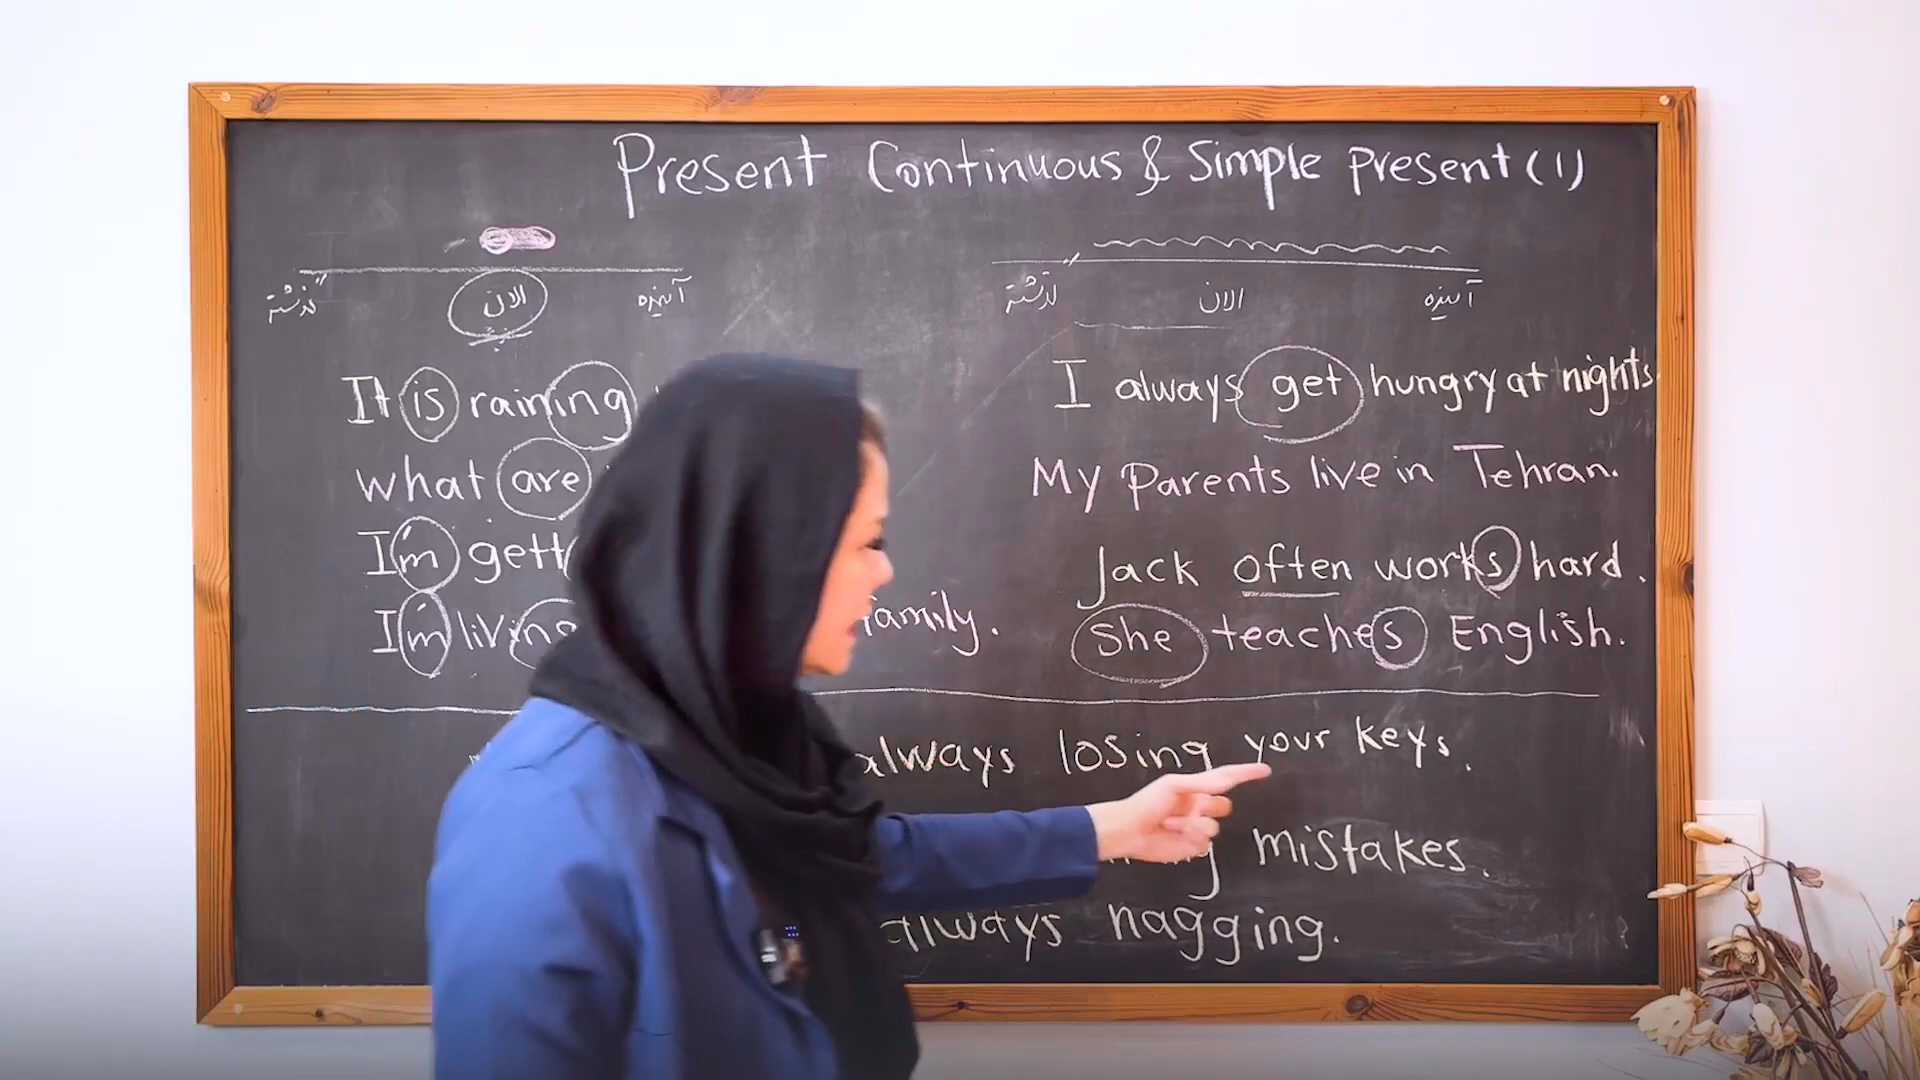 Present Continuous & Simple Present (1)
گذشته الان آینده
گذشته الان آینده
It is raining
what are
I'm gett
I'm living family.
I always get hungry at nights.
My Parents live in Tehran.
Jack often works hard.
She teaches English.
always losing your keys.
mistakes.
always nagging.